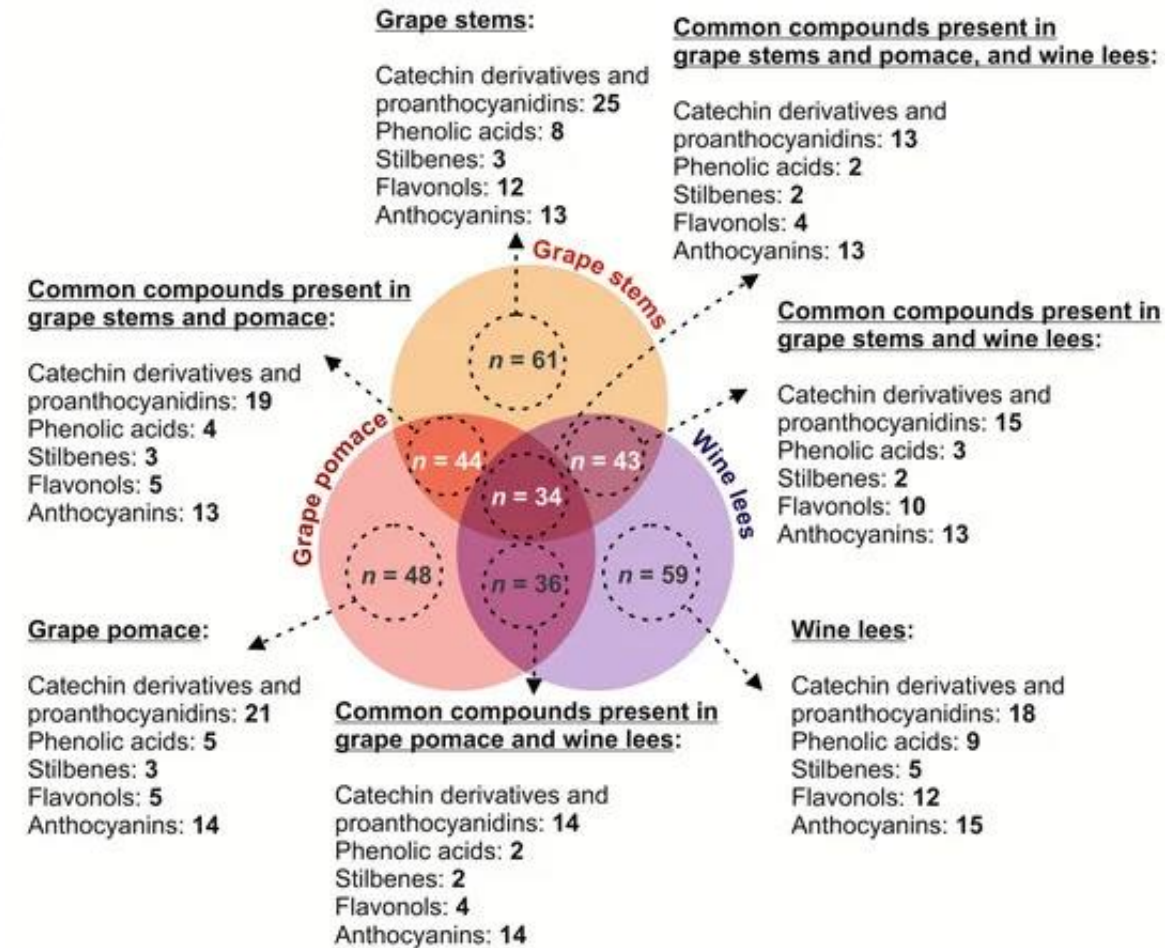 Grape stems:
Catechin derivatives and
proanthocyanidins: 25
Phenolic acids: 8
Stilbenes: 3
Flavonols: 12
Anthocyanins: 13
Common compounds present in
grape stems and pomace, and wine lees:
Catechin derivatives and
proanthocyanidins: 13
Phenolic acids: 2
Stilbenes: 2
Flavonols: 4
Anthocyanins: 13
Common compounds present in
grape stems and pomace:
Catechin derivatives and
proanthocyanidins: 19
Phenolic acids: 4
Stilbenes: 3
Flavonols: 5
Anthocyanins: 13
Common compounds present in
grape stems and wine lees:
Catechin derivatives and
proanthocyanidins: 15
Phenolic acids: 3
Stilbenes: 2
Flavonols: 10
Anthocyanins: 13
Grape stems
Grape pomace
Wine lees
n = 61
n = 44
n = 43
n = 34
n = 48
n = 36
n = 59
Grape pomace:
Catechin derivatives and
proanthocyanidins: 21
Phenolic acids: 5
Stilbenes: 3
Flavonols: 5
Anthocyanins: 14
Common compounds present in
grape pomace and wine lees:
Catechin derivatives and
proanthocyanidins: 14
Phenolic acids: 2
Stilbenes: 2
Flavonols: 4
Anthocyanins: 14
Wine lees:
Catechin derivatives and
proanthocyanidins: 18
Phenolic acids: 9
Stilbenes: 5
Flavonols: 12
Anthocyanins: 15